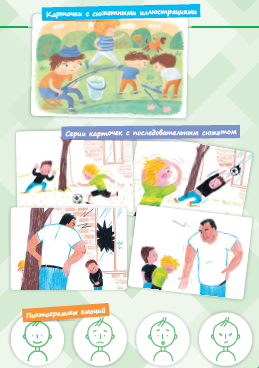 Карточки с сюжетными иллюстрациями
Серии карточек с последовательным сюжетом
Пиктограммы эмоций